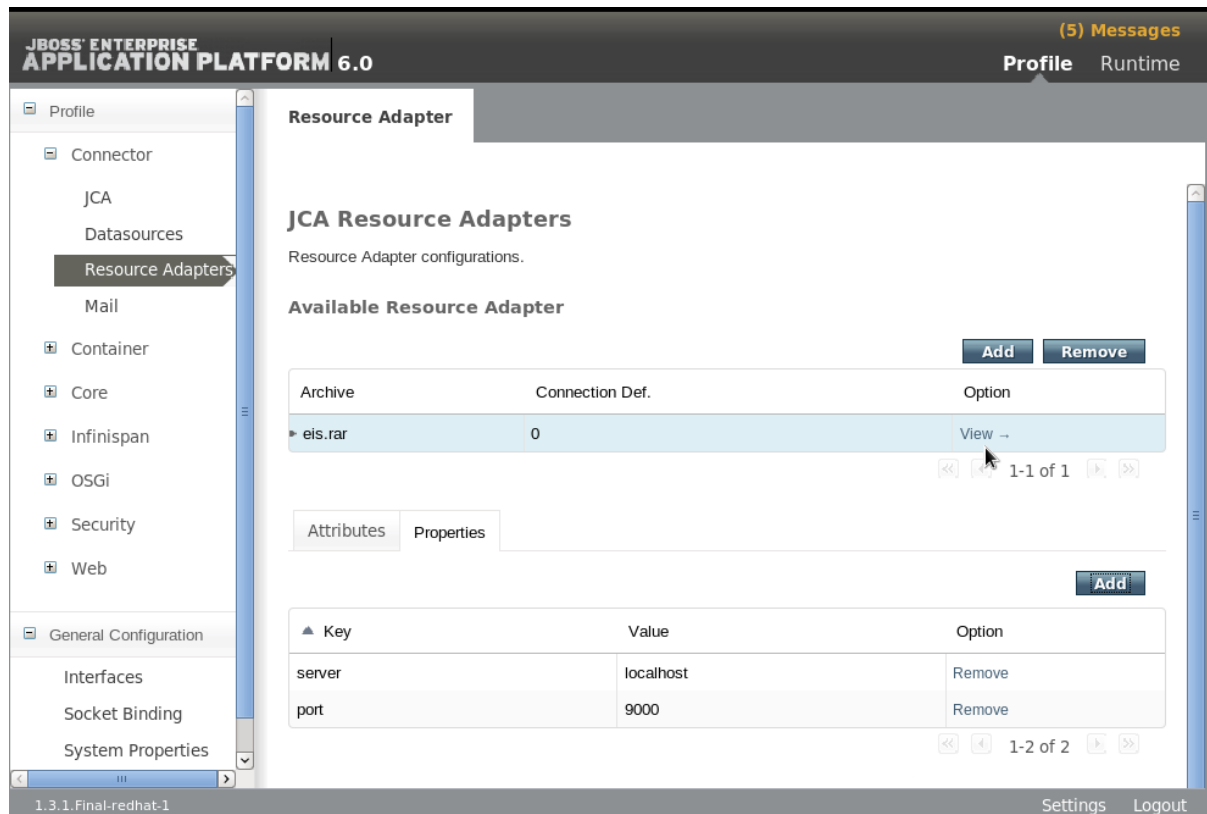 (5) Messages
JBOSS' ENTERPRISE
APPLICATION PLATFORM 6.0
Profile Runtime
Profile
Connector
JCA
Datasources
Resource Adapters
Mail
Container
Core
Infinispan
OSGi
Security
Web
General Configuration
Interfaces
Socket Binding
System Properties
Resource Adapter
JCA Resource Adapters
Resource Adapter configurations.
Available Resource Adapter
Add Remove
Archive Connection Def. Option
eis.rar 0 View →
1-1 of 1
Attributes Properties
Add
Key Value Option
server localhost Remove
port 9000 Remove
1-2 of 2
1.3.1.Final-redhat-1
Settings Logout